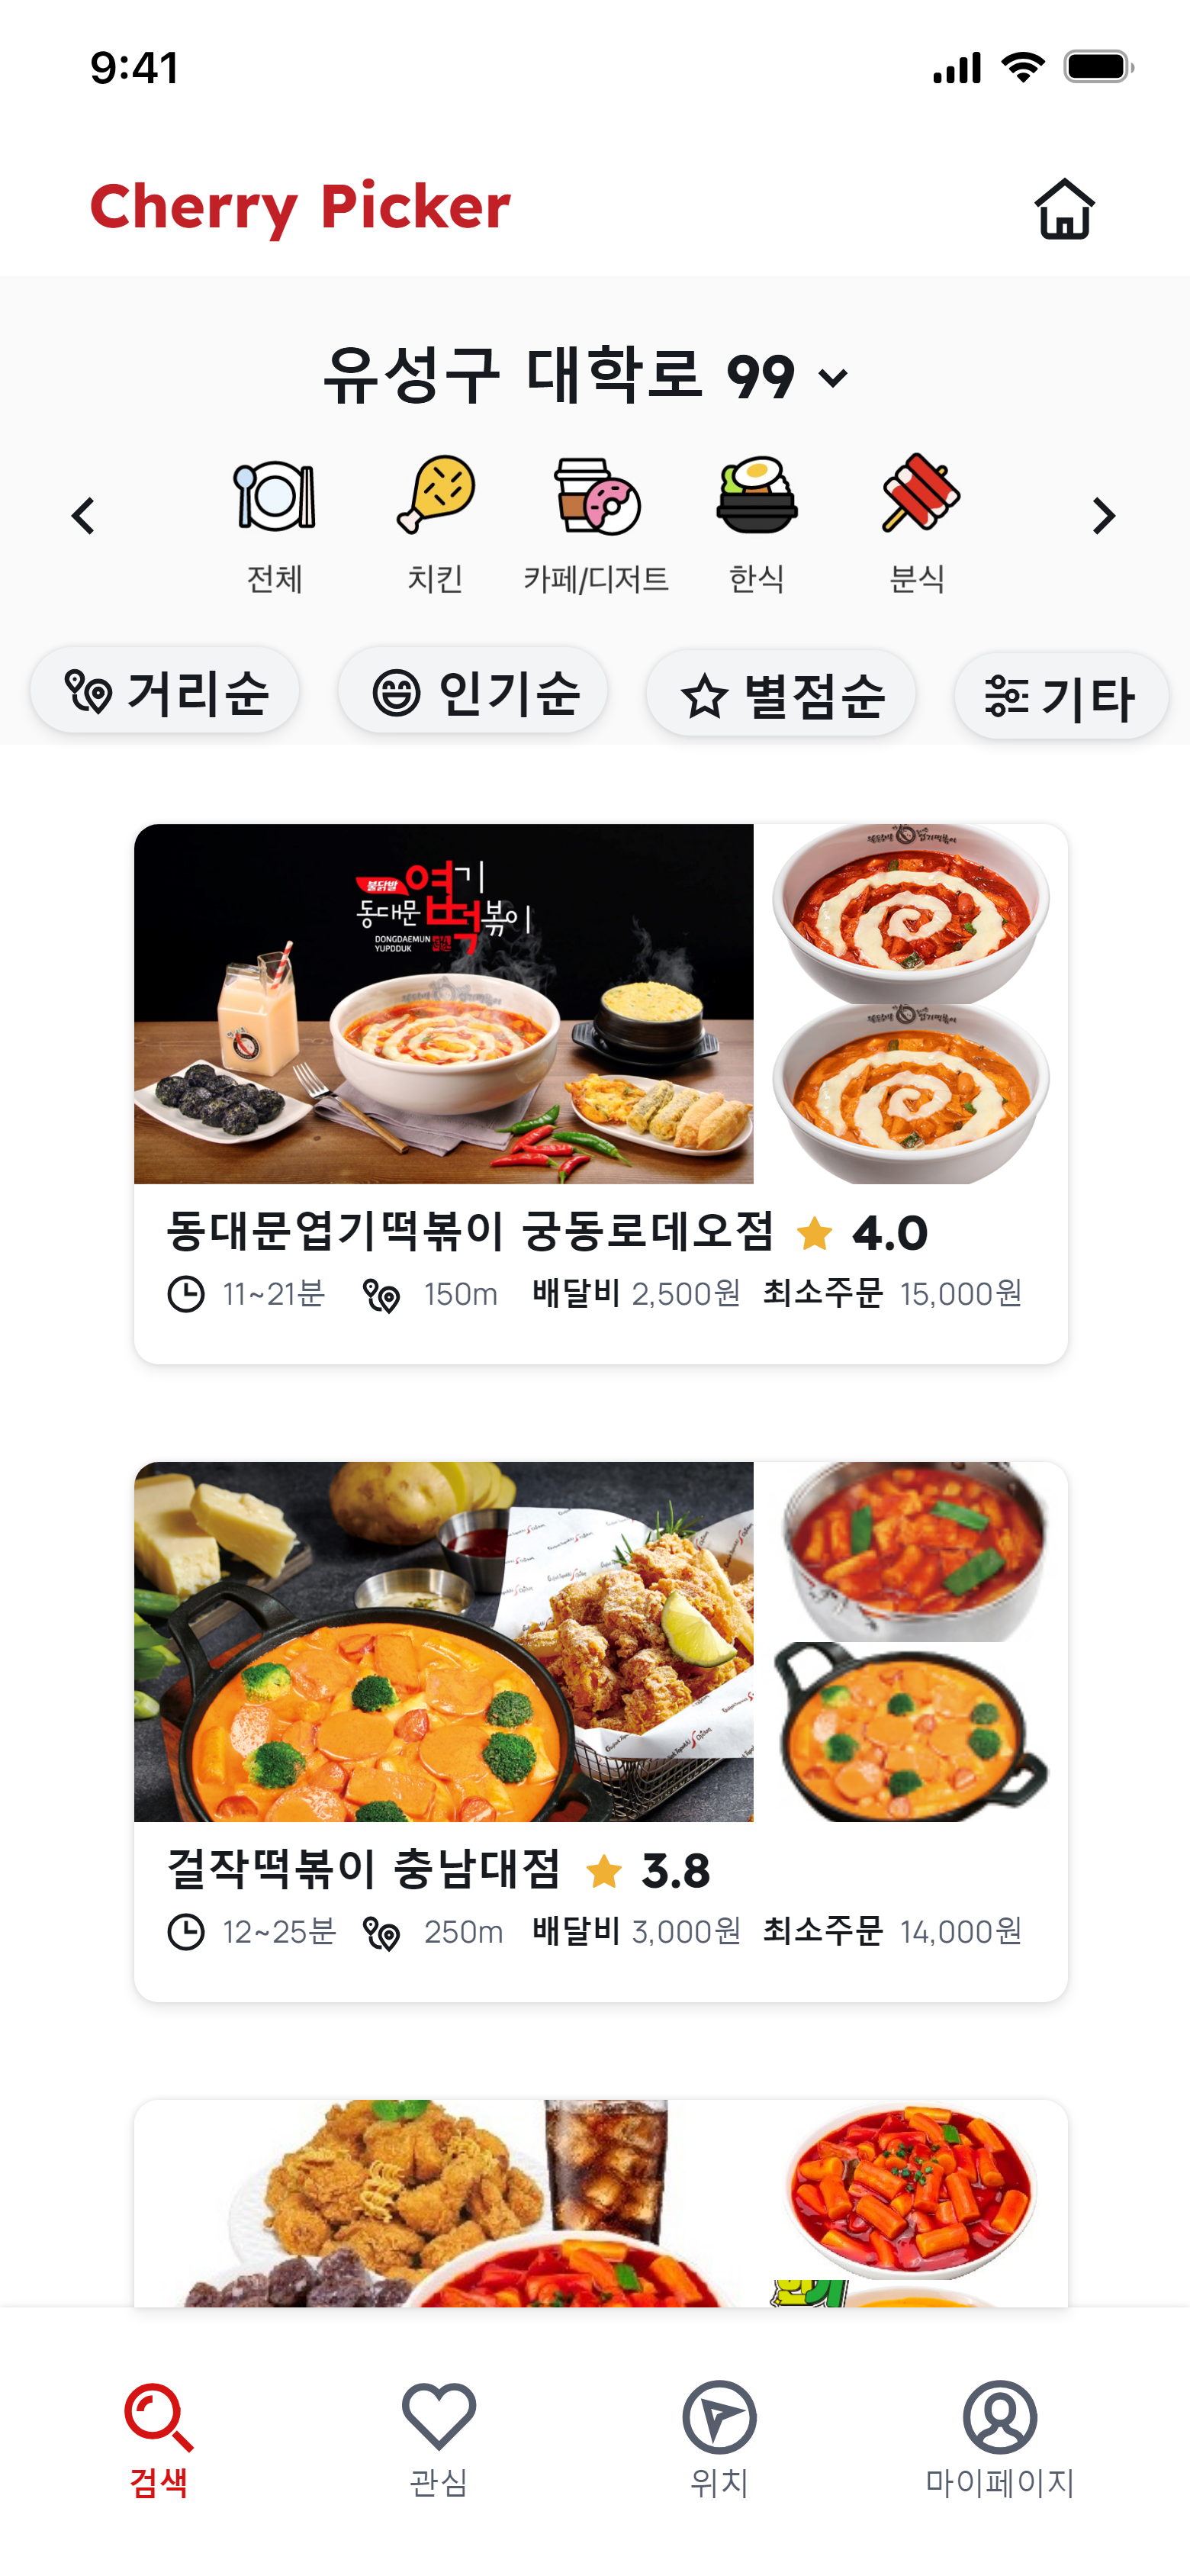 9:41
Cherry Picker
유성구 대학로 99
전체 치킨 카페/디저트 한식 분식
거리순 인기순 별점순 기타
불닭발
엽기
동대문 떡볶이
DONGDAEMUN
YUPDDUK
동대문엽기떡볶이 궁동로데오점 4.0
11~21분 150m 배달비 2,500원 최소주문 15,000원
걸작떡볶이 충남대점 3.8
12~25분 250m 배달비 3,000원 최소주문 14,000원
검색 관심 위치 마이페이지